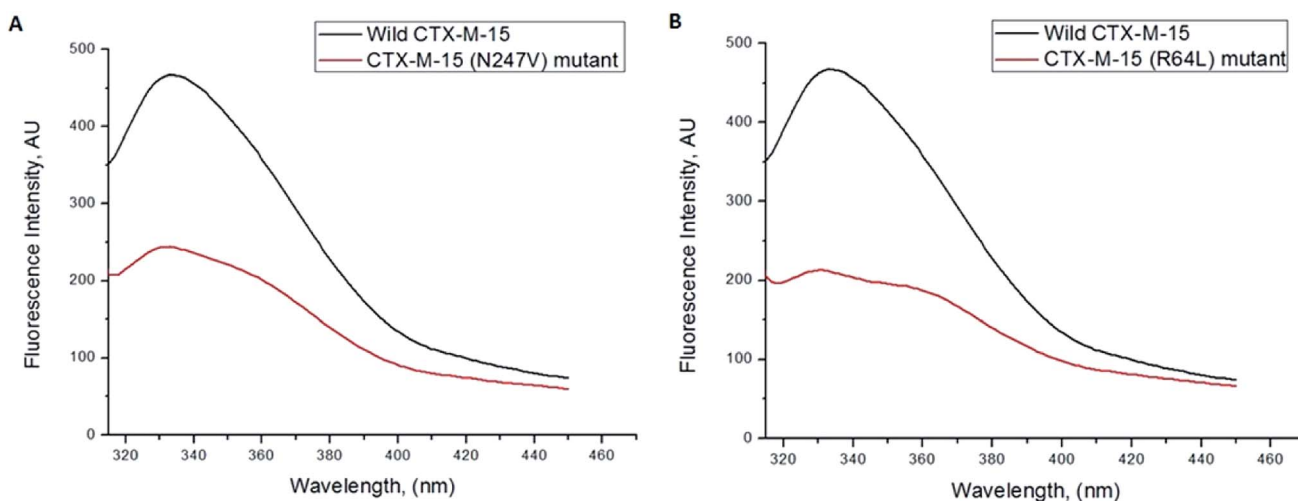 A
Wild CTX-M-15
CTX-M-15 (N247V) mutant
500
400
300
200
100
0
Fluorescence Intensity, AU
320 340 360 380 400 420 440 460
Wavelength, (nm)
B
Wild CTX-M-15
CTX-M-15 (R64L) mutant
500
400
300
200
100
0
Fluorescence Intensity, AU
320 340 360 380 400 420 440 460
Wavelength, (nm)